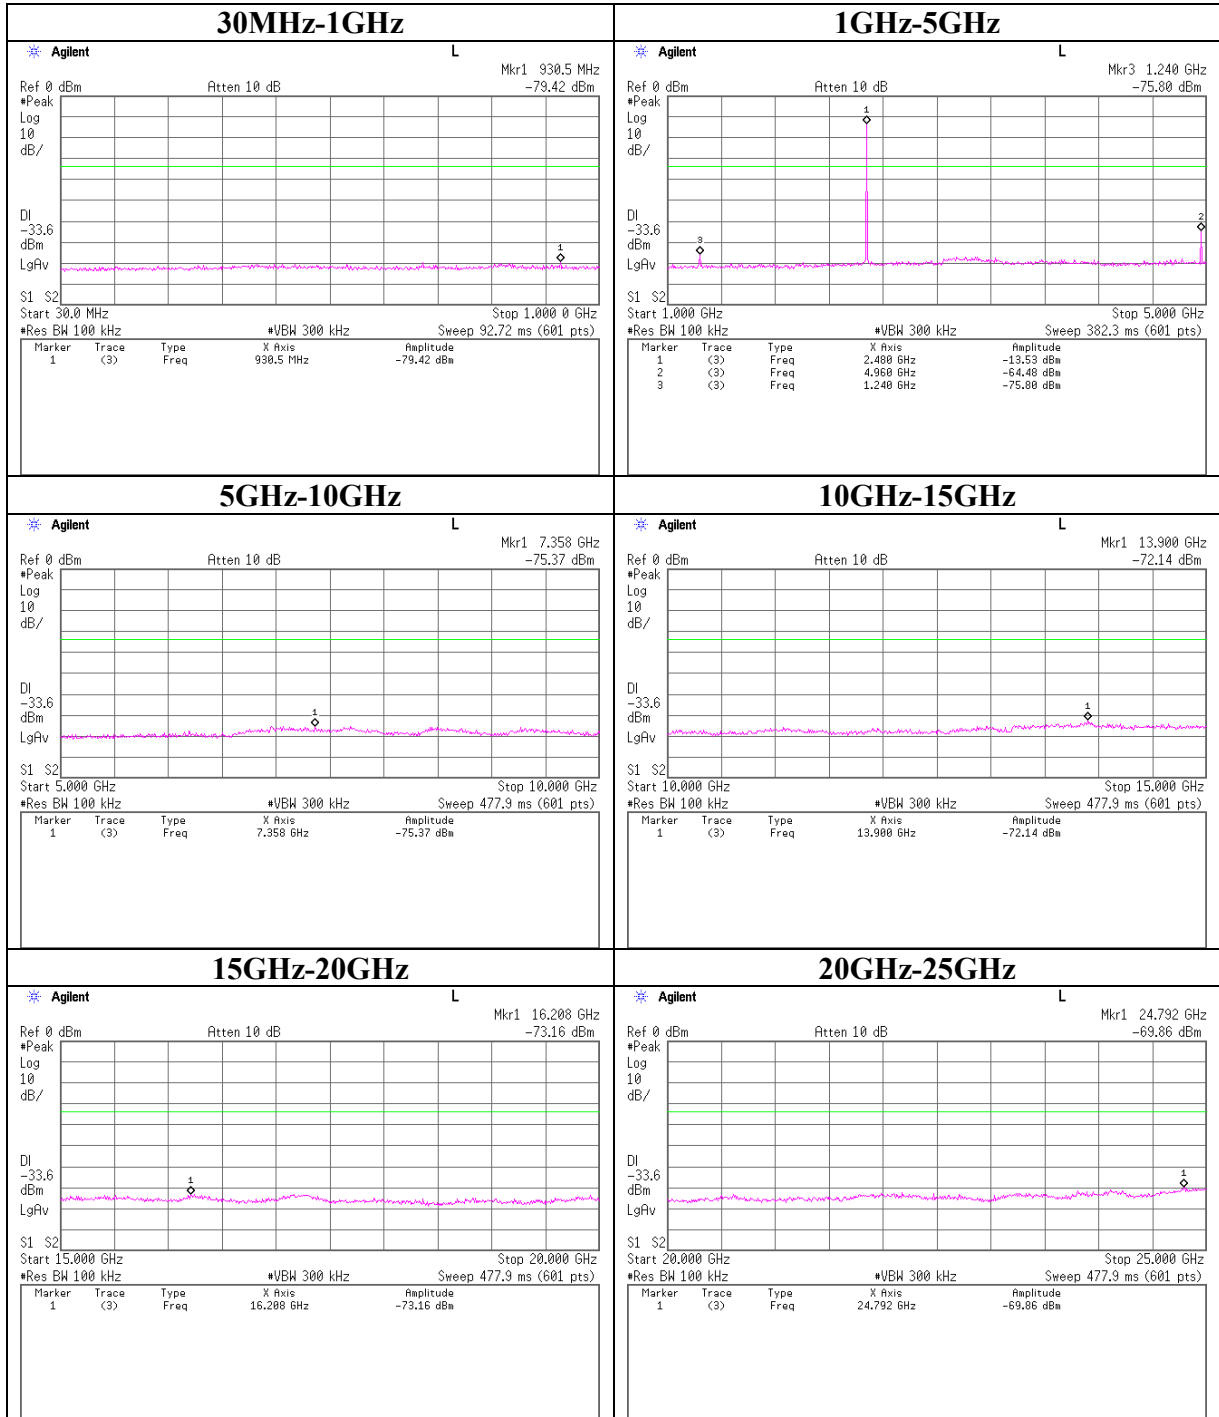 30MHz-1GHz
Agilent L
Mkr1 930.5 MHz
Ref 0 dBm Atten 10 dB -79.42 dBm
#Peak
Log
10
dB/
1
DI
-33.6
dBm
LgAv
S1 S2
Start 30.0 MHz Stop 1.000 0 GHz
#Res BW 100 kHz #VBW 300 kHz Sweep 92.72 ms (601 pts)
Marker Trace Type X Axis Amplitude
1 (3) Freq 930.5 MHz -79.42 dBm
1GHz-5GHz
Agilent L
Mkr3 1.240 GHz
Ref 0 dBm Atten 10 dB -75.80 dBm
#Peak
Log
10
dB/
1
DI
-33.6
dBm
LgAv
2
3
S1 S2
Start 1.000 GHz Stop 5.000 GHz
#Res BW 100 kHz #VBW 300 kHz Sweep 382.3 ms (601 pts)
Marker Trace Type X Axis Amplitude
1 (3) Freq 2.480 GHz -13.53 dBm
2 (3) Freq 4.960 GHz -64.48 dBm
3 (3) Freq 1.240 GHz -75.80 dBm
5GHz-10GHz
Agilent L
Mkr1 7.358 GHz
Ref 0 dBm Atten 10 dB -75.37 dBm
#Peak
Log
10
dB/
DI
-33.6
dBm
LgAv
1
S1 S2
Start 5.000 GHz Stop 10.000 GHz
#Res BW 100 kHz #VBW 300 kHz Sweep 477.9 ms (601 pts)
Marker Trace Type X Axis Amplitude
1 (3) Freq 7.358 GHz -75.37 dBm
10GHz-15GHz
Agilent L
Mkr1 13.900 GHz
Ref 0 dBm Atten 10 dB -72.14 dBm
#Peak
Log
10
dB/
DI
-33.6
dBm
LgAv
1
S1 S2
Start 10.000 GHz Stop 15.000 GHz
#Res BW 100 kHz #VBW 300 kHz Sweep 477.9 ms (601 pts)
Marker Trace Type X Axis Amplitude
1 (3) Freq 13.900 GHz -72.14 dBm
15GHz-20GHz
Agilent L
Mkr1 16.208 GHz
Ref 0 dBm Atten 10 dB -73.16 dBm
#Peak
Log
10
dB/
DI
-33.6
dBm
LgAv
1
S1 S2
Start 15.000 GHz Stop 20.000 GHz
#Res BW 100 kHz #VBW 300 kHz Sweep 477.9 ms (601 pts)
Marker Trace Type X Axis Amplitude
1 (3) Freq 16.208 GHz -73.16 dBm
20GHz-25GHz
Agilent L
Mkr1 24.792 GHz
Ref 0 dBm Atten 10 dB -69.86 dBm
#Peak
Log
10
dB/
DI
-33.6
dBm
LgAv
1
S1 S2
Start 20.000 GHz Stop 25.000 GHz
#Res BW 100 kHz #VBW 300 kHz Sweep 477.9 ms (601 pts)
Marker Trace Type X Axis Amplitude
1 (3) Freq 24.792 GHz -69.86 dBm